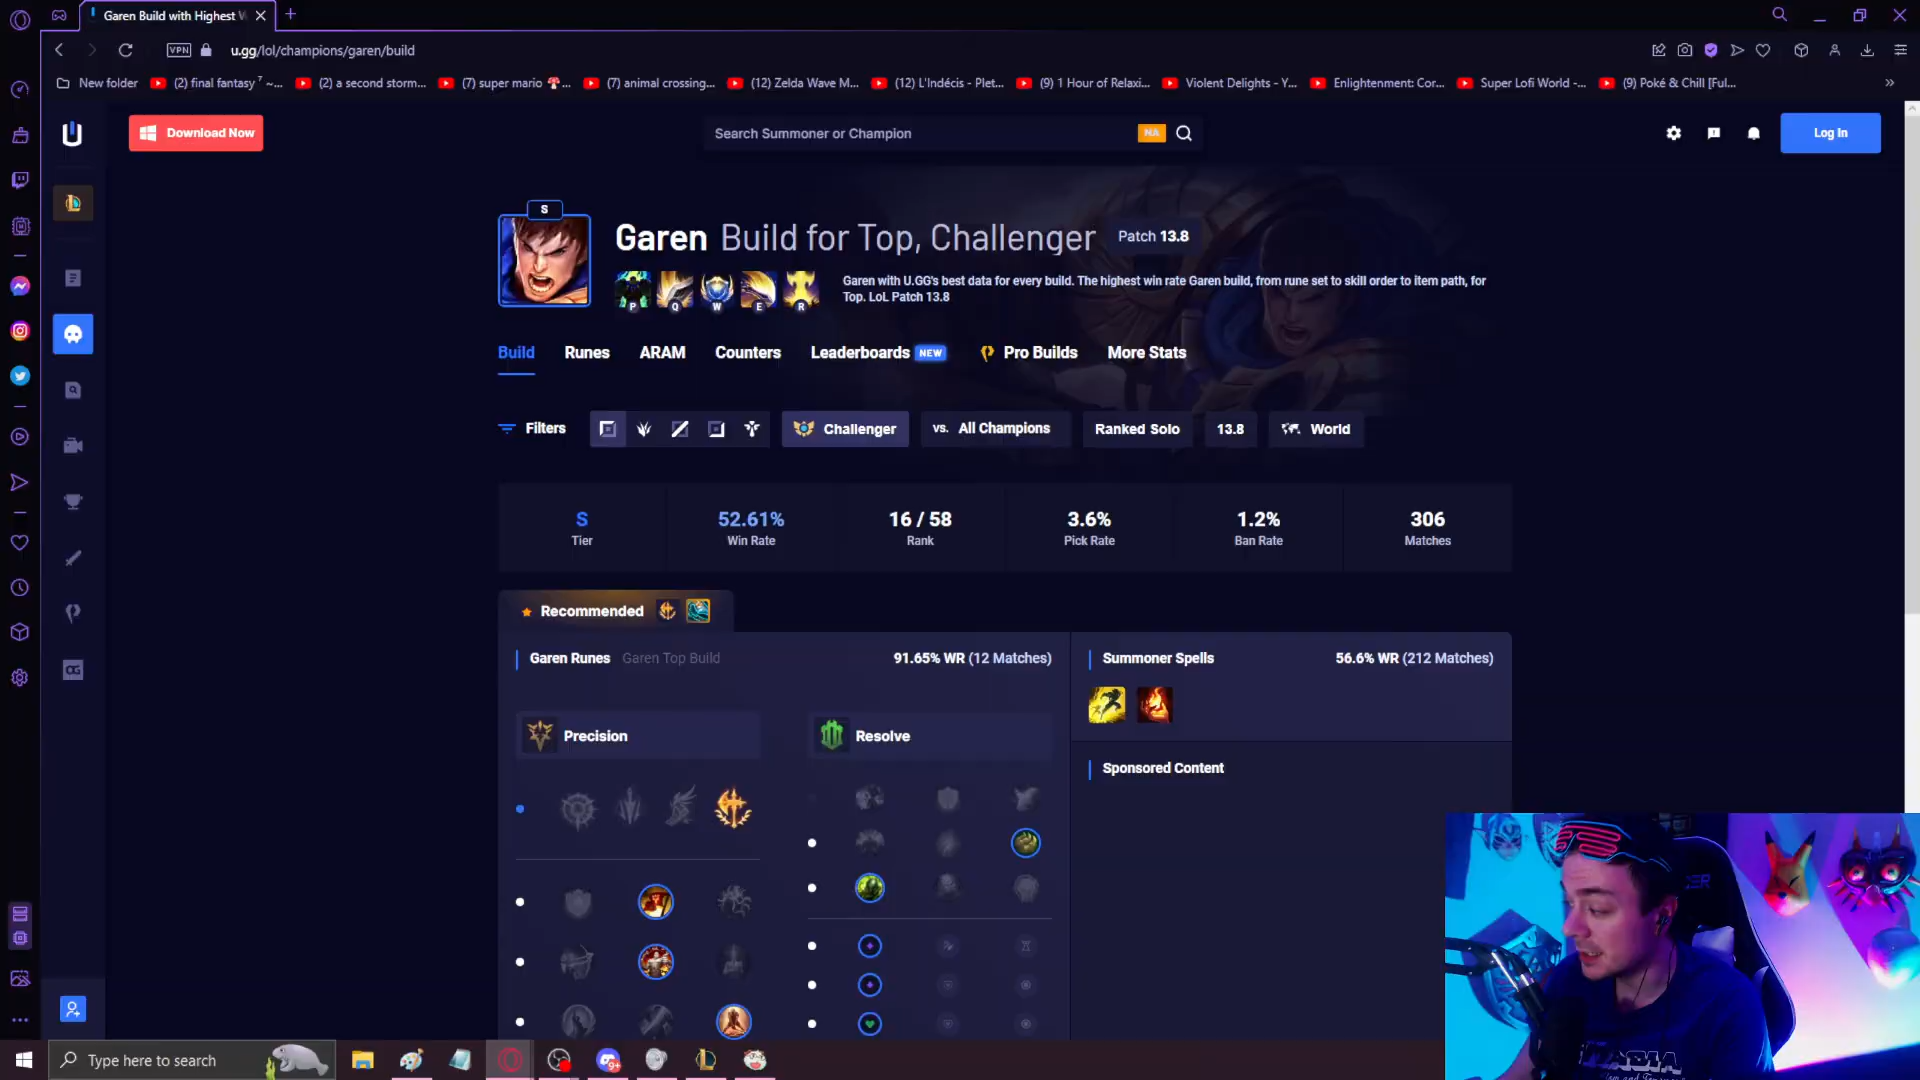 Garen Build with Highest W
VPN
u.gg/lol/champions/garen/build
New folder
(2) final fantasy ⁷ ~...
(2) a second storm...
(7) super mario 🍄...
(7) animal crossing...
(12) Zelda Wave M...
(12) L'Indécis - Plet...
(9) 1 Hour of Relaxi...
Violent Delights - Y...
Enlightenment: Cor...
Super Lofi World -...
(9) Poké & Chill [Ful...
Download Now
Search Summoner or Champion
NA
Log In
S
Garen Build for Top, Challenger
Patch 13.8
P
Q
W
E
R
Garen with U.GG's best data for every build. The highest win rate Garen build, from rune set to skill order to item path, for
Top. LoL Patch 13.8
Build
Runes
ARAM
Counters
Leaderboards NEW
Pro Builds
More Stats
Filters
Challenger
vs. All Champions
Ranked Solo
13.8
World
S
Tier
52.61%
Win Rate
16 / 58
Rank
3.6%
Pick Rate
1.2%
Ban Rate
306
Matches
Recommended
Garen Runes
Garen Top Build
91.65% WR (12 Matches)
Precision
Resolve
Summoner Spells
56.6% WR (212 Matches)
Sponsored Content
OG
Type here to search
9+